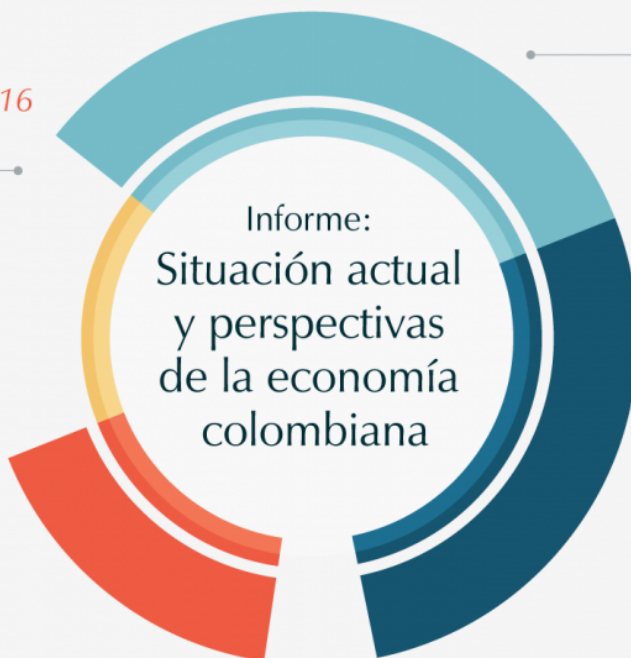 16
Informe:
Situación actual
y perspectivas
de la economía
colombiana